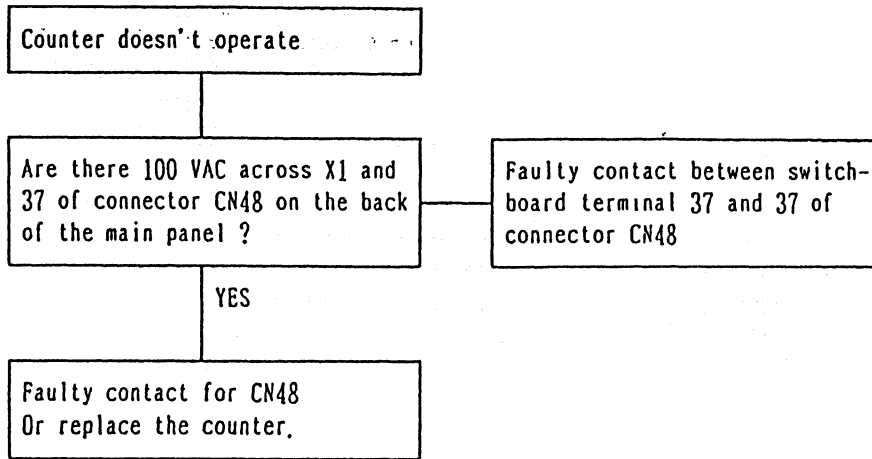 Counter doesn't operate
Are there 100 VAC across X1 and
37 of connector CN48 on the back
of the main panel ?
Faulty contact between switch-
board terminal 37 and 37 of
connector CN48
YES
Faulty contact for CN48
Or replace the counter.